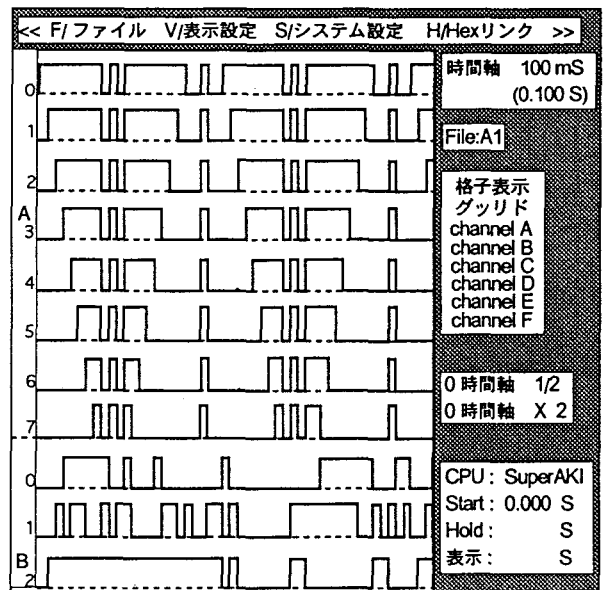 << F/ファイル V/表示設定 S/システム設定 H/Hexリンク >>
0
1
2
A
3
4
5
6
7
0
1
B
2
時間軸 100 mS
(0.100 S)
File:A1
格子表示
グッリド
channel A
channel B
channel C
channel D
channel E
channel F
0 時間軸 1/2
0 時間軸 X 2
CPU : SuperAKI
Start : 0.000 S
Hold : S
表示 : S